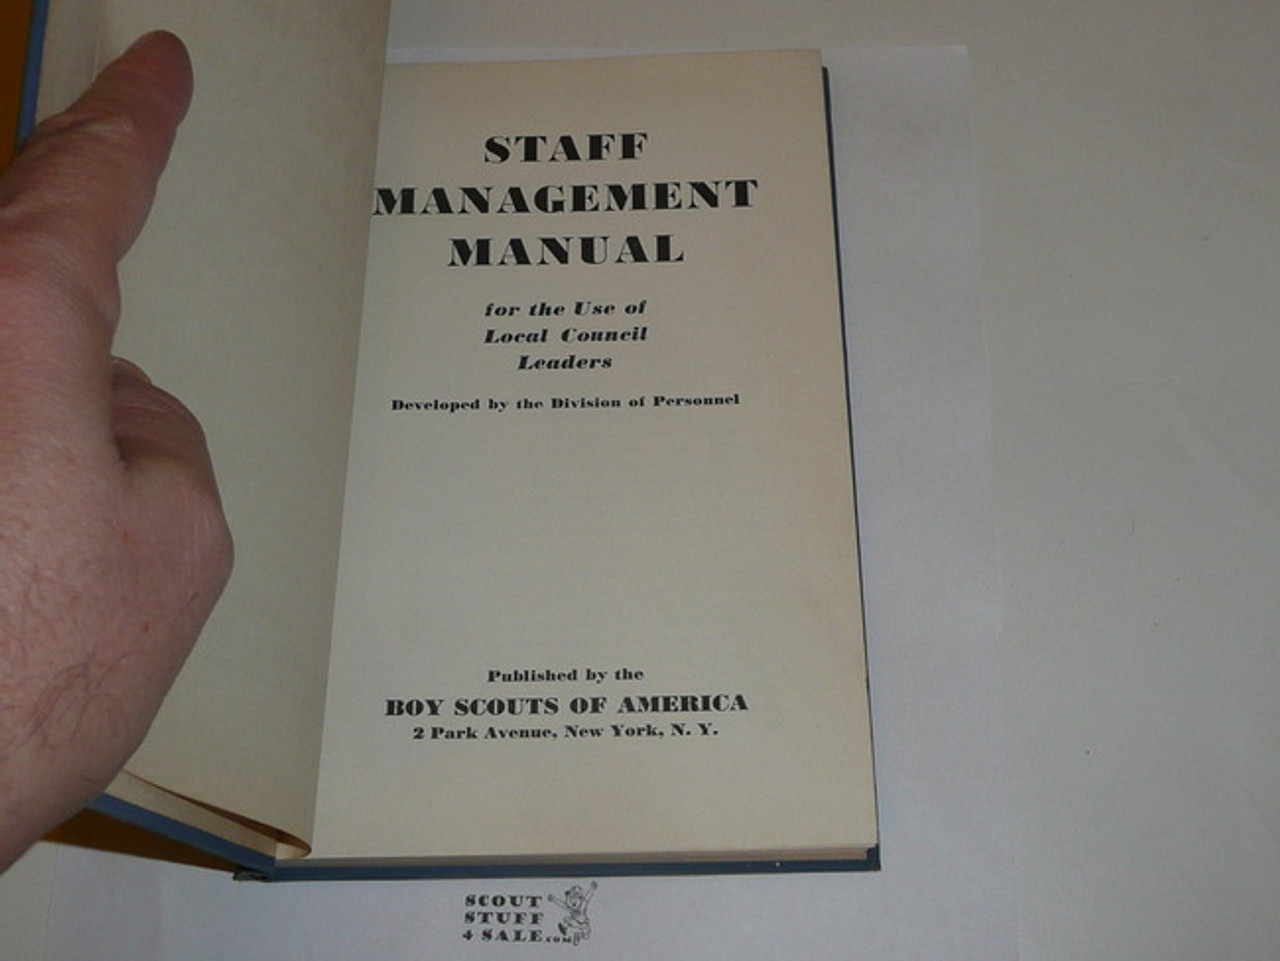 STAFF
MANAGEMENT
MANUAL
for the Use of
Local Council
Leaders
Developed by the Division of Personnel
Published by the
BOY SCOUTS OF AMERICA
2 Park Avenue, New York, N. Y.
SCOUT
STUFF
4 SALE.COM